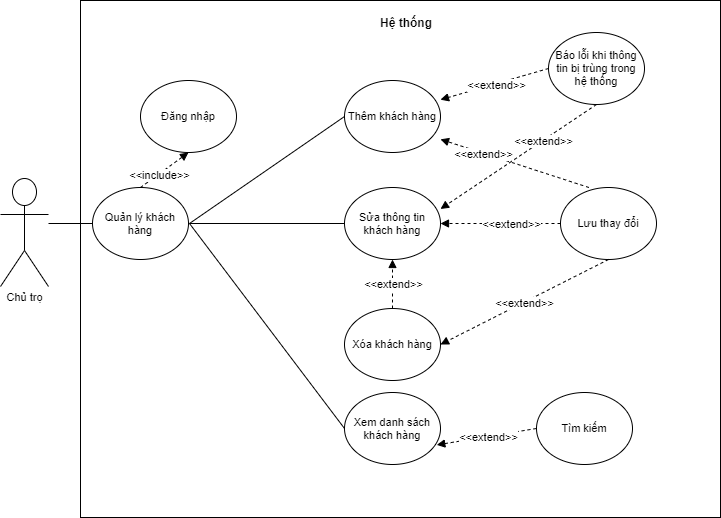 Hệ thống
Báo lỗi khi thông
tin bị trùng trong
hệ thống
<<extend>>
Đăng nhập
Thêm khách hàng
<<extend>>
<<extend>>
<<include>>
Quản lý khách
hàng
Sửa thông tin
khách hàng
<<extend>>
Lưu thay đổi
<<extend>>
Chủ trọ
<<extend>>
Xóa khách hàng
Xem danh sách
khách hàng
<<extend>>
Tìm kiếm